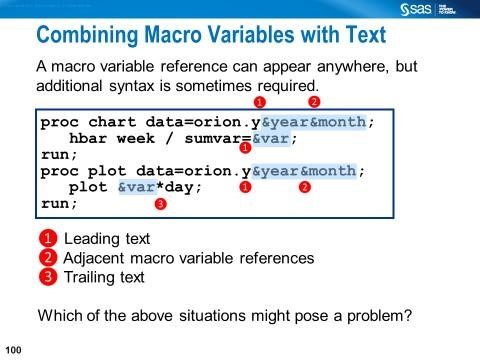 sas THE POWER TO KNOW.
Combining Macro Variables with Text
A macro variable reference can appear anywhere, but
additional syntax is sometimes required.
1 2
proc chart data=orion.y&year&month;
hbar week / sumvar=&var;
1
run;
proc plot data=orion.y&year&month;
plot &var*day; 1 2
run; 3
1 Leading text
2 Adjacent macro variable references
3 Trailing text
Which of the above situations might pose a problem?
100